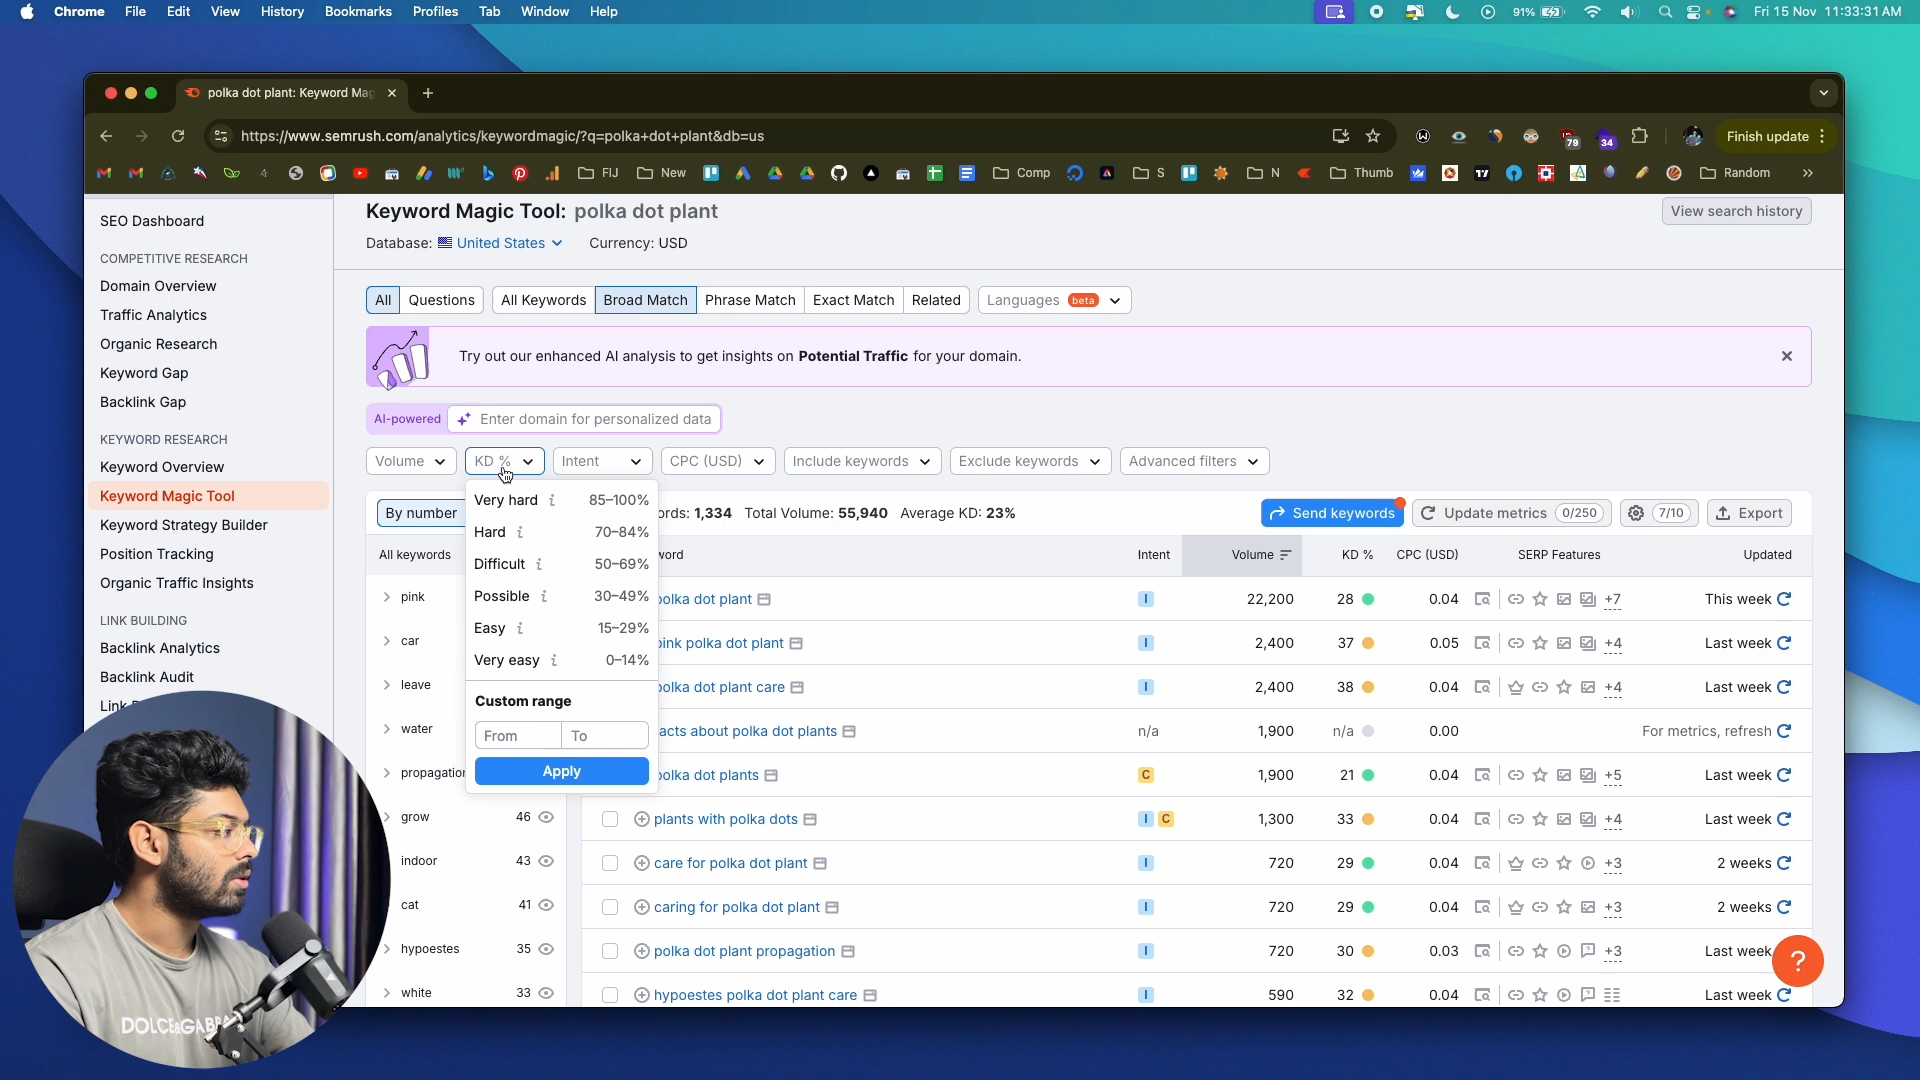 Chrome File Edit View History Bookmarks Profiles Tab Window Help
91% Fri 15 Nov 11:33:31 AM
polka dot plant: Keyword Mag
https://www.semrush.com/analytics/keywordmagic/?q=polka+dot+plant&db=us
79 34 Finish update
FIJ New Comp S N Thumb Random
SEO Dashboard
COMPETITIVE RESEARCH
Domain Overview
Traffic Analytics
Organic Research
Keyword Gap
Backlink Gap
KEYWORD RESEARCH
Keyword Overview
Keyword Magic Tool
Keyword Strategy Builder
Position Tracking
Organic Traffic Insights
LINK BUILDING
Backlink Analytics
Backlink Audit
Link
Keyword Magic Tool: polka dot plant
View search history
Database: United States Currency: USD
All Questions All Keywords Broad Match Phrase Match Exact Match Related Languages beta
Try out our enhanced AI analysis to get insights on Potential Traffic for your domain.
AI-powered Enter domain for personalized data
Volume KD % Intent CPC (USD) Include keywords Exclude keywords Advanced filters
Very hard 85–100%
Hard 70–84%
Difficult 50–69%
Possible 30–49%
Easy 15–29%
Very easy 0–14%
Custom range
From To
Apply
By number
ords: 1,334 Total Volume: 55,940 Average KD: 23%
Send keywords Update metrics 0/250 7/10 Export
All keywords
pink
car
leave
water
propagation
grow 46
indoor 43
cat 41
hypoestes 35
white 33
word Intent Volume KD % CPC (USD) SERP Features Updated
polka dot plant I 22,200 28 0.04 +7 This week
pink polka dot plant I 2,400 37 0.05 +4 Last week
polka dot plant care I 2,400 38 0.04 +4 Last week
acts about polka dot plants n/a 1,900 n/a 0.00 For metrics, refresh
polka dot plants C 1,900 21 0.04 +5 Last week
plants with polka dots I C 1,300 33 0.04 +4 Last week
care for polka dot plant I 720 29 0.04 +3 2 weeks
caring for polka dot plant I 720 29 0.04 +3 2 weeks
polka dot plant propagation I 720 30 0.03 +3 Last week
hypoestes polka dot plant care I 590 32 0.04 Last week
?
DOLCE&GABBA